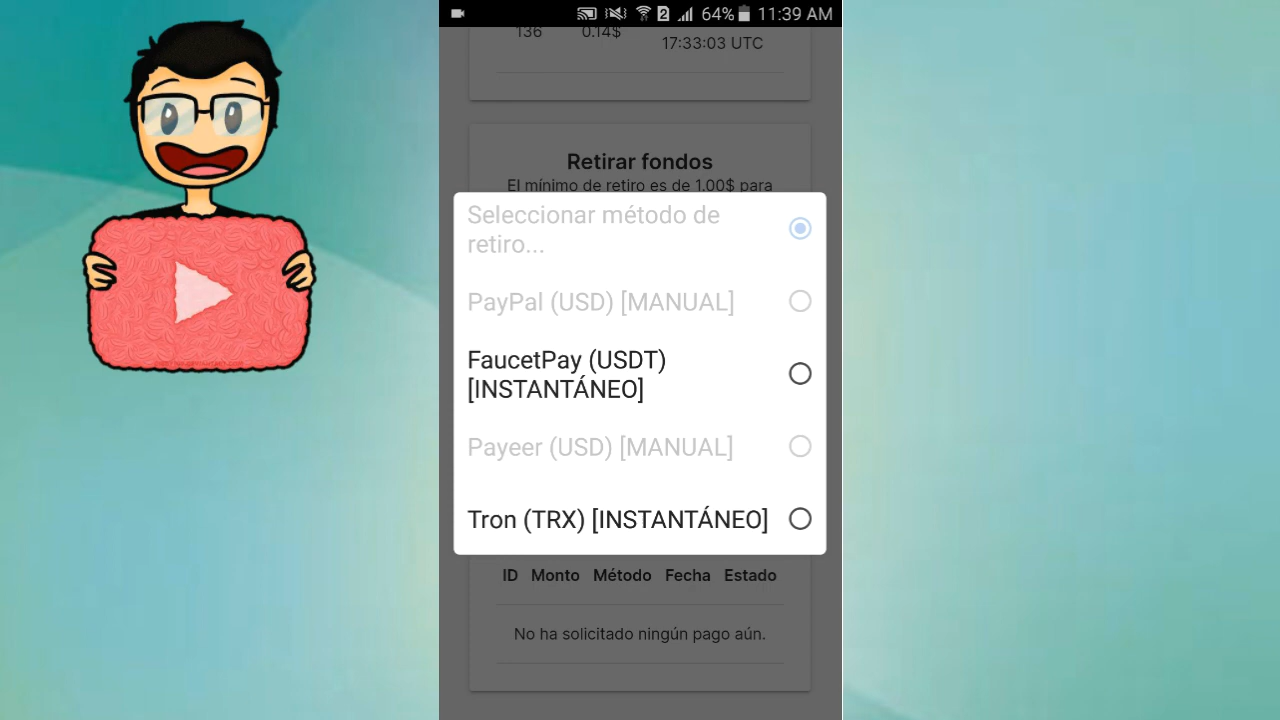 2 64% 11:39 AM
136 0.14$
17:33:03 UTC
Retirar fondos
El mínimo de retiro es de 1.00$ para
Seleccionar método de
retiro...
PayPal (USD) [MANUAL]
FaucetPay (USDT)
[INSTANTÁNEO]
Payeer (USD) [MANUAL]
Tron (TRX) [INSTANTÁNEO]
ID Monto Método Fecha Estado
No ha solicitado ningún pago aún.